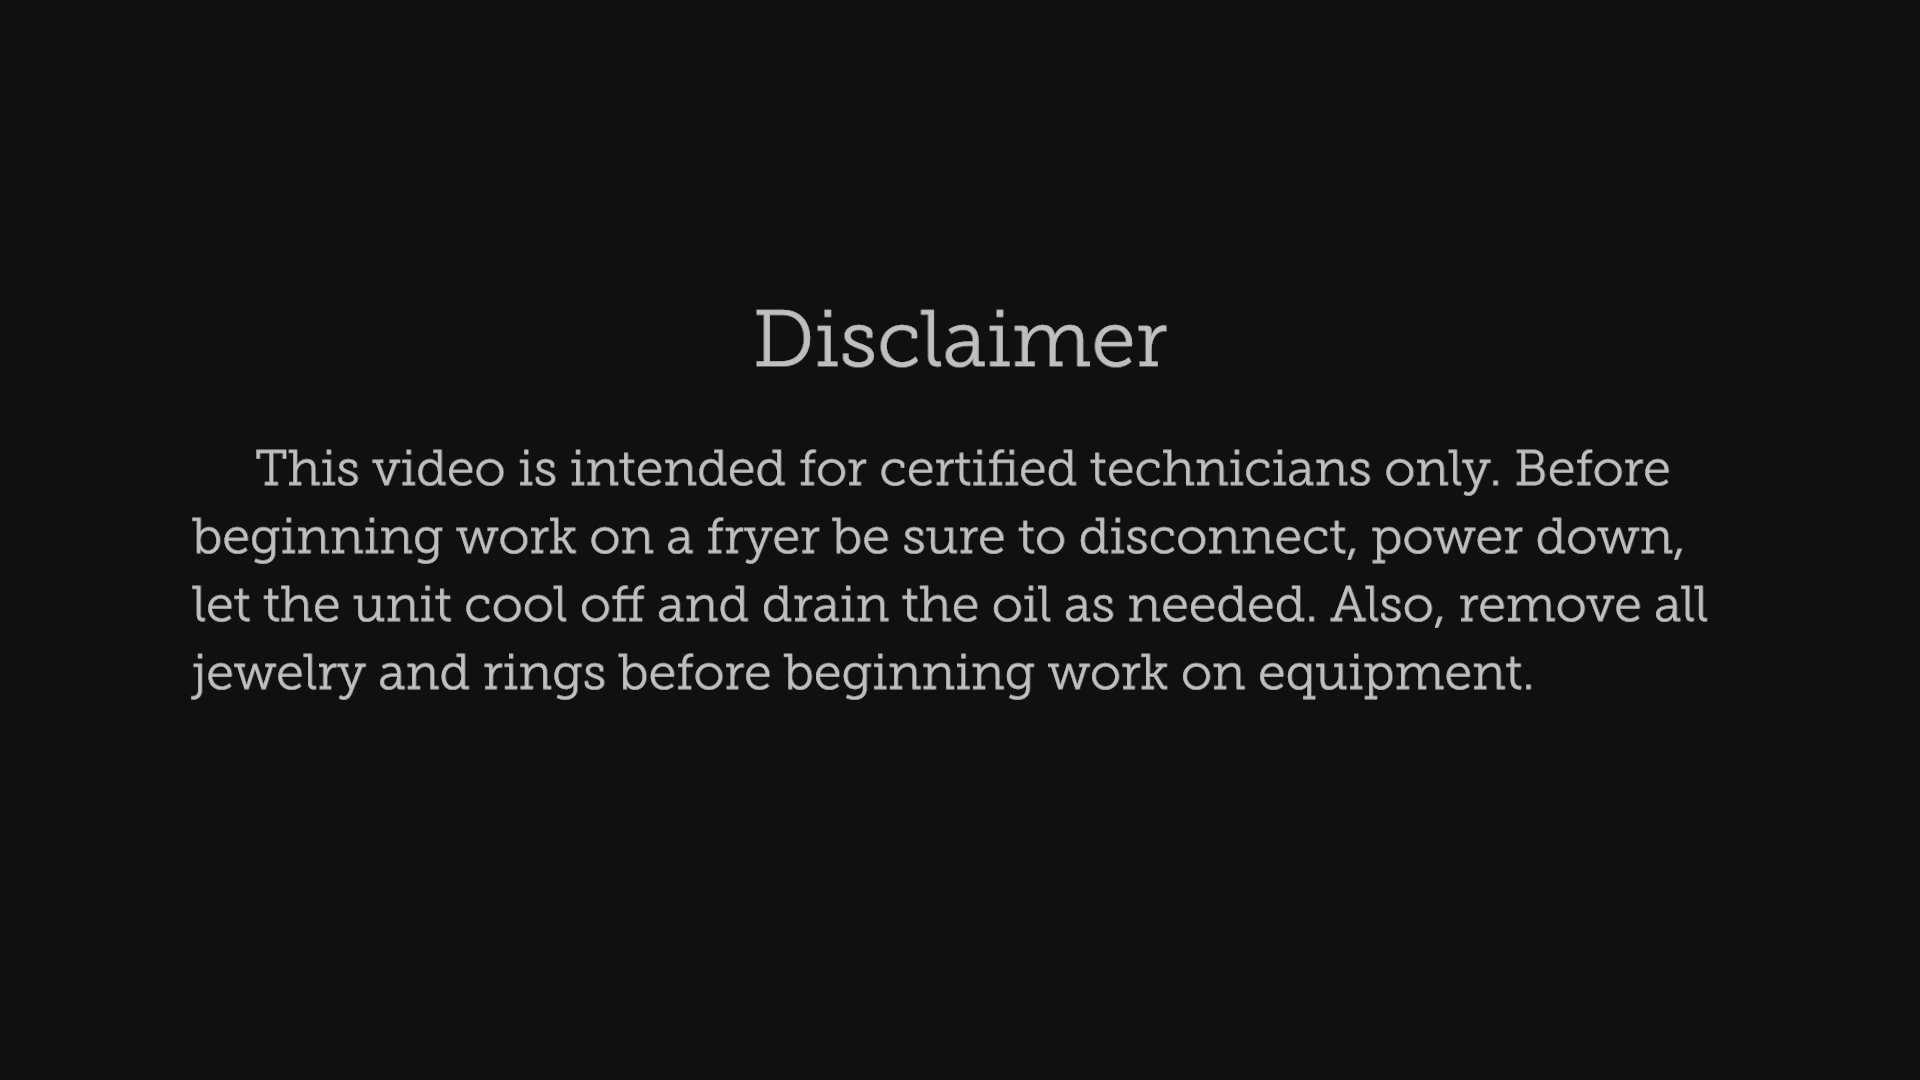 Disclaimer
This video is intended for certified technicians only. Before
beginning work on a fryer be sure to disconnect, power down,
let the unit cool off and drain the oil as needed. Also, remove all
jewelry and rings before beginning work on equipment.